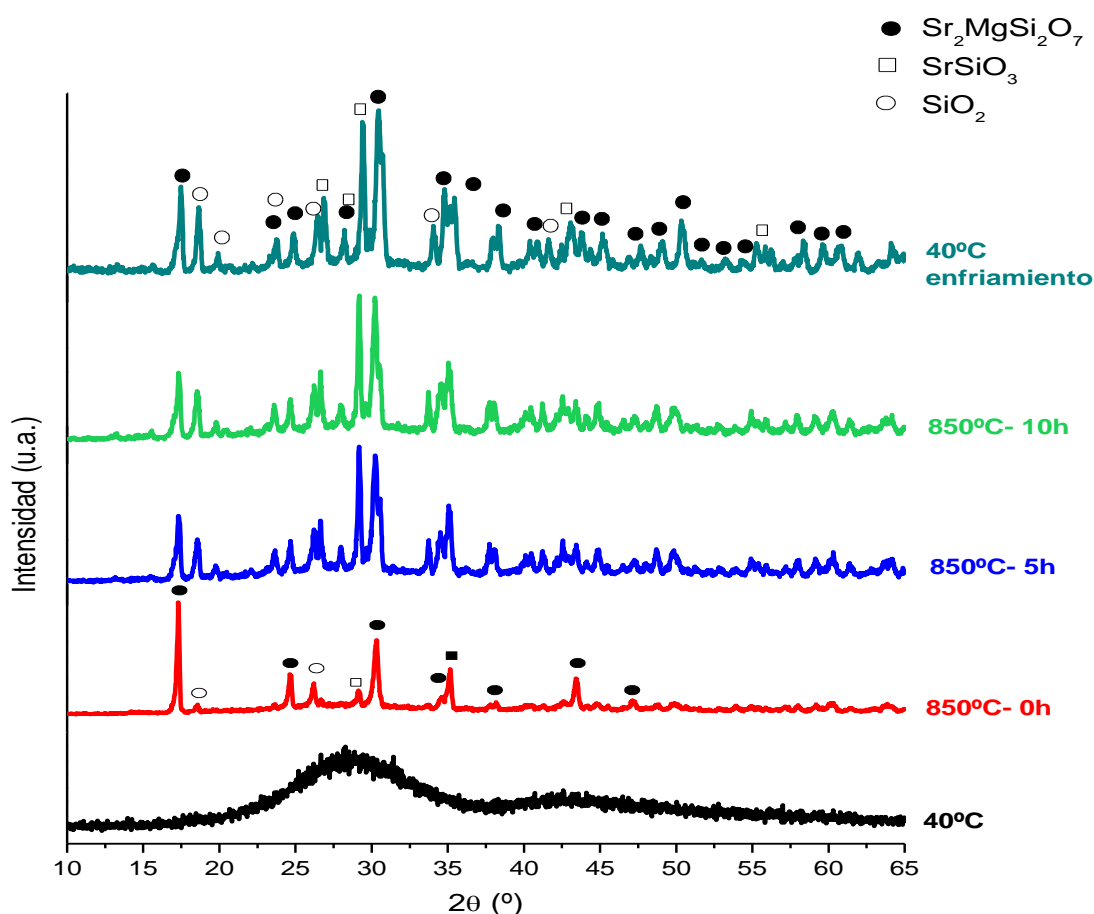 Sr₂MgSi₂O₇
SrSiO₃
SiO₂
40ºC
enfriamiento
850ºC- 10h
850ºC- 5h
850ºC- 0h
40ºC
Intensidad (u.a.)
10 15 20 25 30 35 40 45 50 55 60 65
2θ (º)